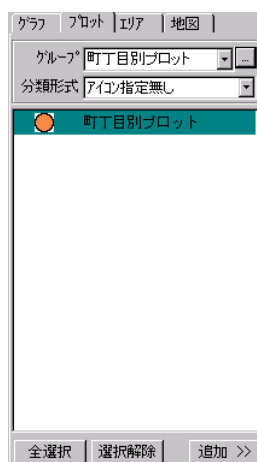 グラフ プロット エリア 地図
グループ 町丁目別プロット ...
分類形式 アイコン指定無し
町丁目別プロット
全選択 選択解除 追加 >>